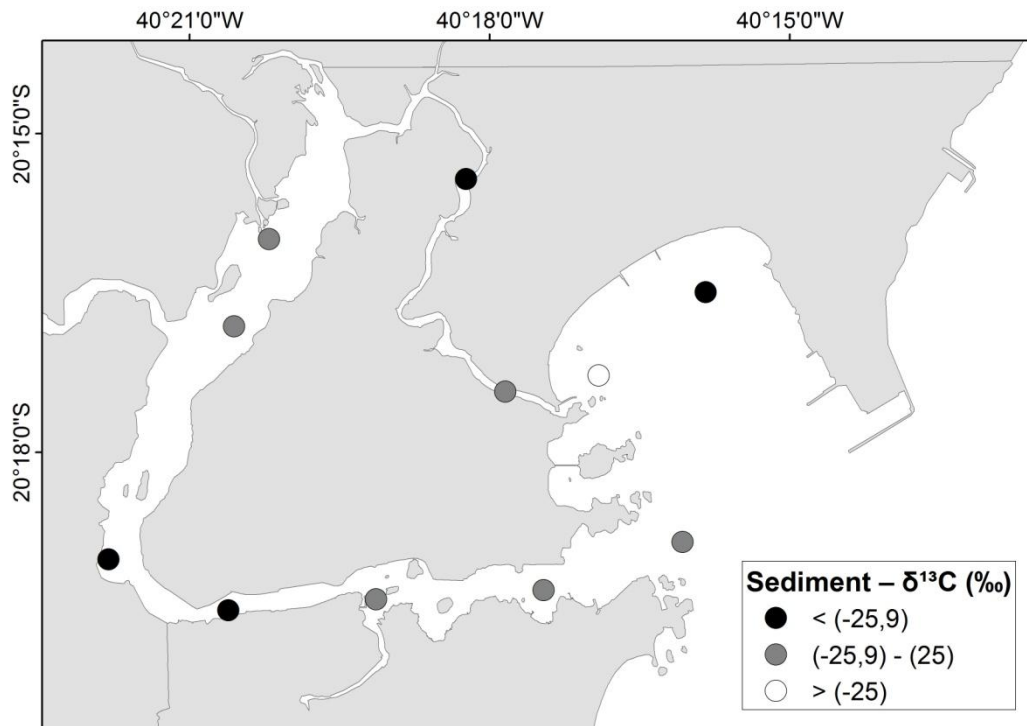 40°21'0"W 40°18'0"W 40°15'0"W
20°15'0"S
20°18'0"S
Sediment – δ¹³C (‰)
< (-25,9)
(-25,9) - (25)
> (-25)